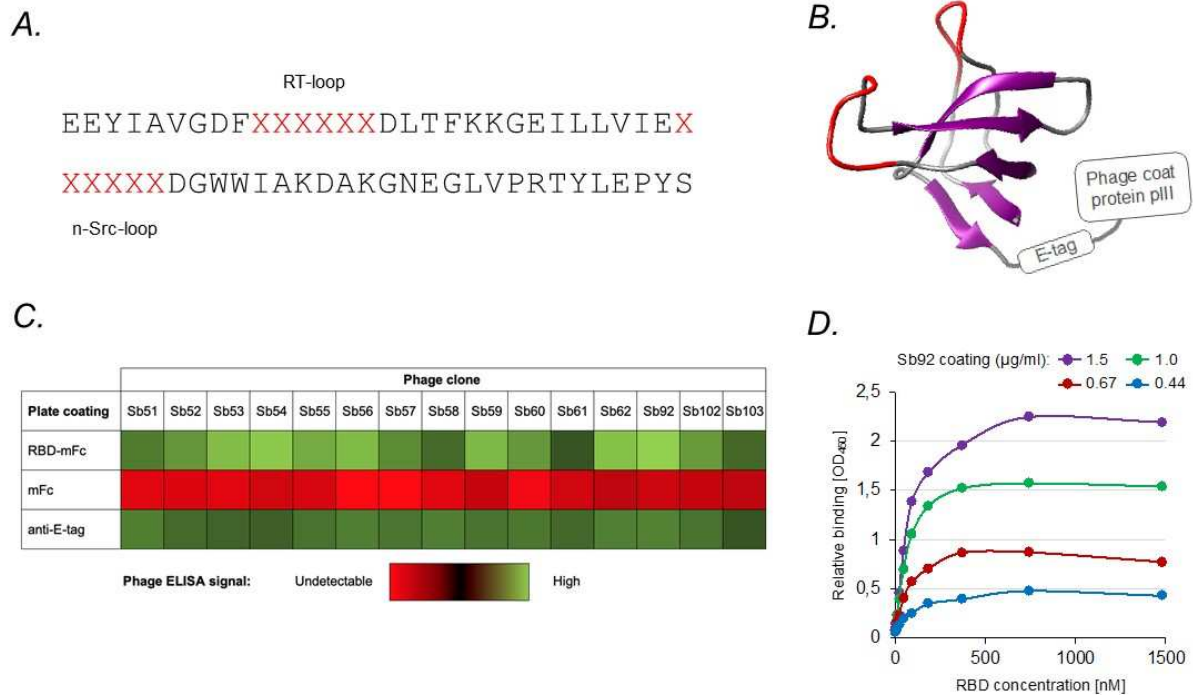 A.
RT-loop
EEYIAVGDFXXXXXXDLTFKKGEILLVIEX
XXXXXDGWWIAKDAKGNEGLVPRTYLEPYS
n-Src-loop
B.
Phage coat
protein pIII
E-tag
C.
Phage clone
Plate coating Sb51 Sb52 Sb53 Sb54 Sb55 Sb56 Sb57 Sb58 Sb59 Sb60 Sb61 Sb62 Sb92 Sb102 Sb103
RBD-mFc
mFc
anti-E-tag
Phage ELISA signal: Undetectable High
D.
Sb92 coating (µg/ml): 1.5 1.0
0.67 0.44
2,5
2
1,5
1
0,5
0
0 500 1000 1500
Relative binding [OD450]
RBD concentration [nM]